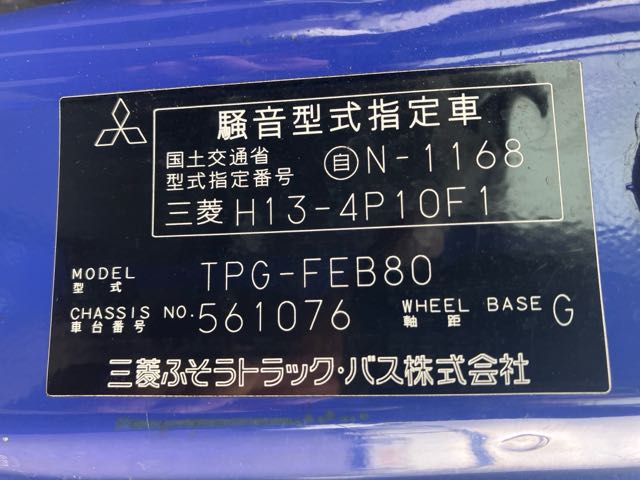 騒音型式指定車
国土交通省
型式指定番号 自N-1168
三菱 H13-4P10F1
MODEL
型式 TPG-FEB80
CHASSIS NO.
車台番号 561076 WHEEL BASE
軸距 G
三菱ふそうトラック・バス株式会社